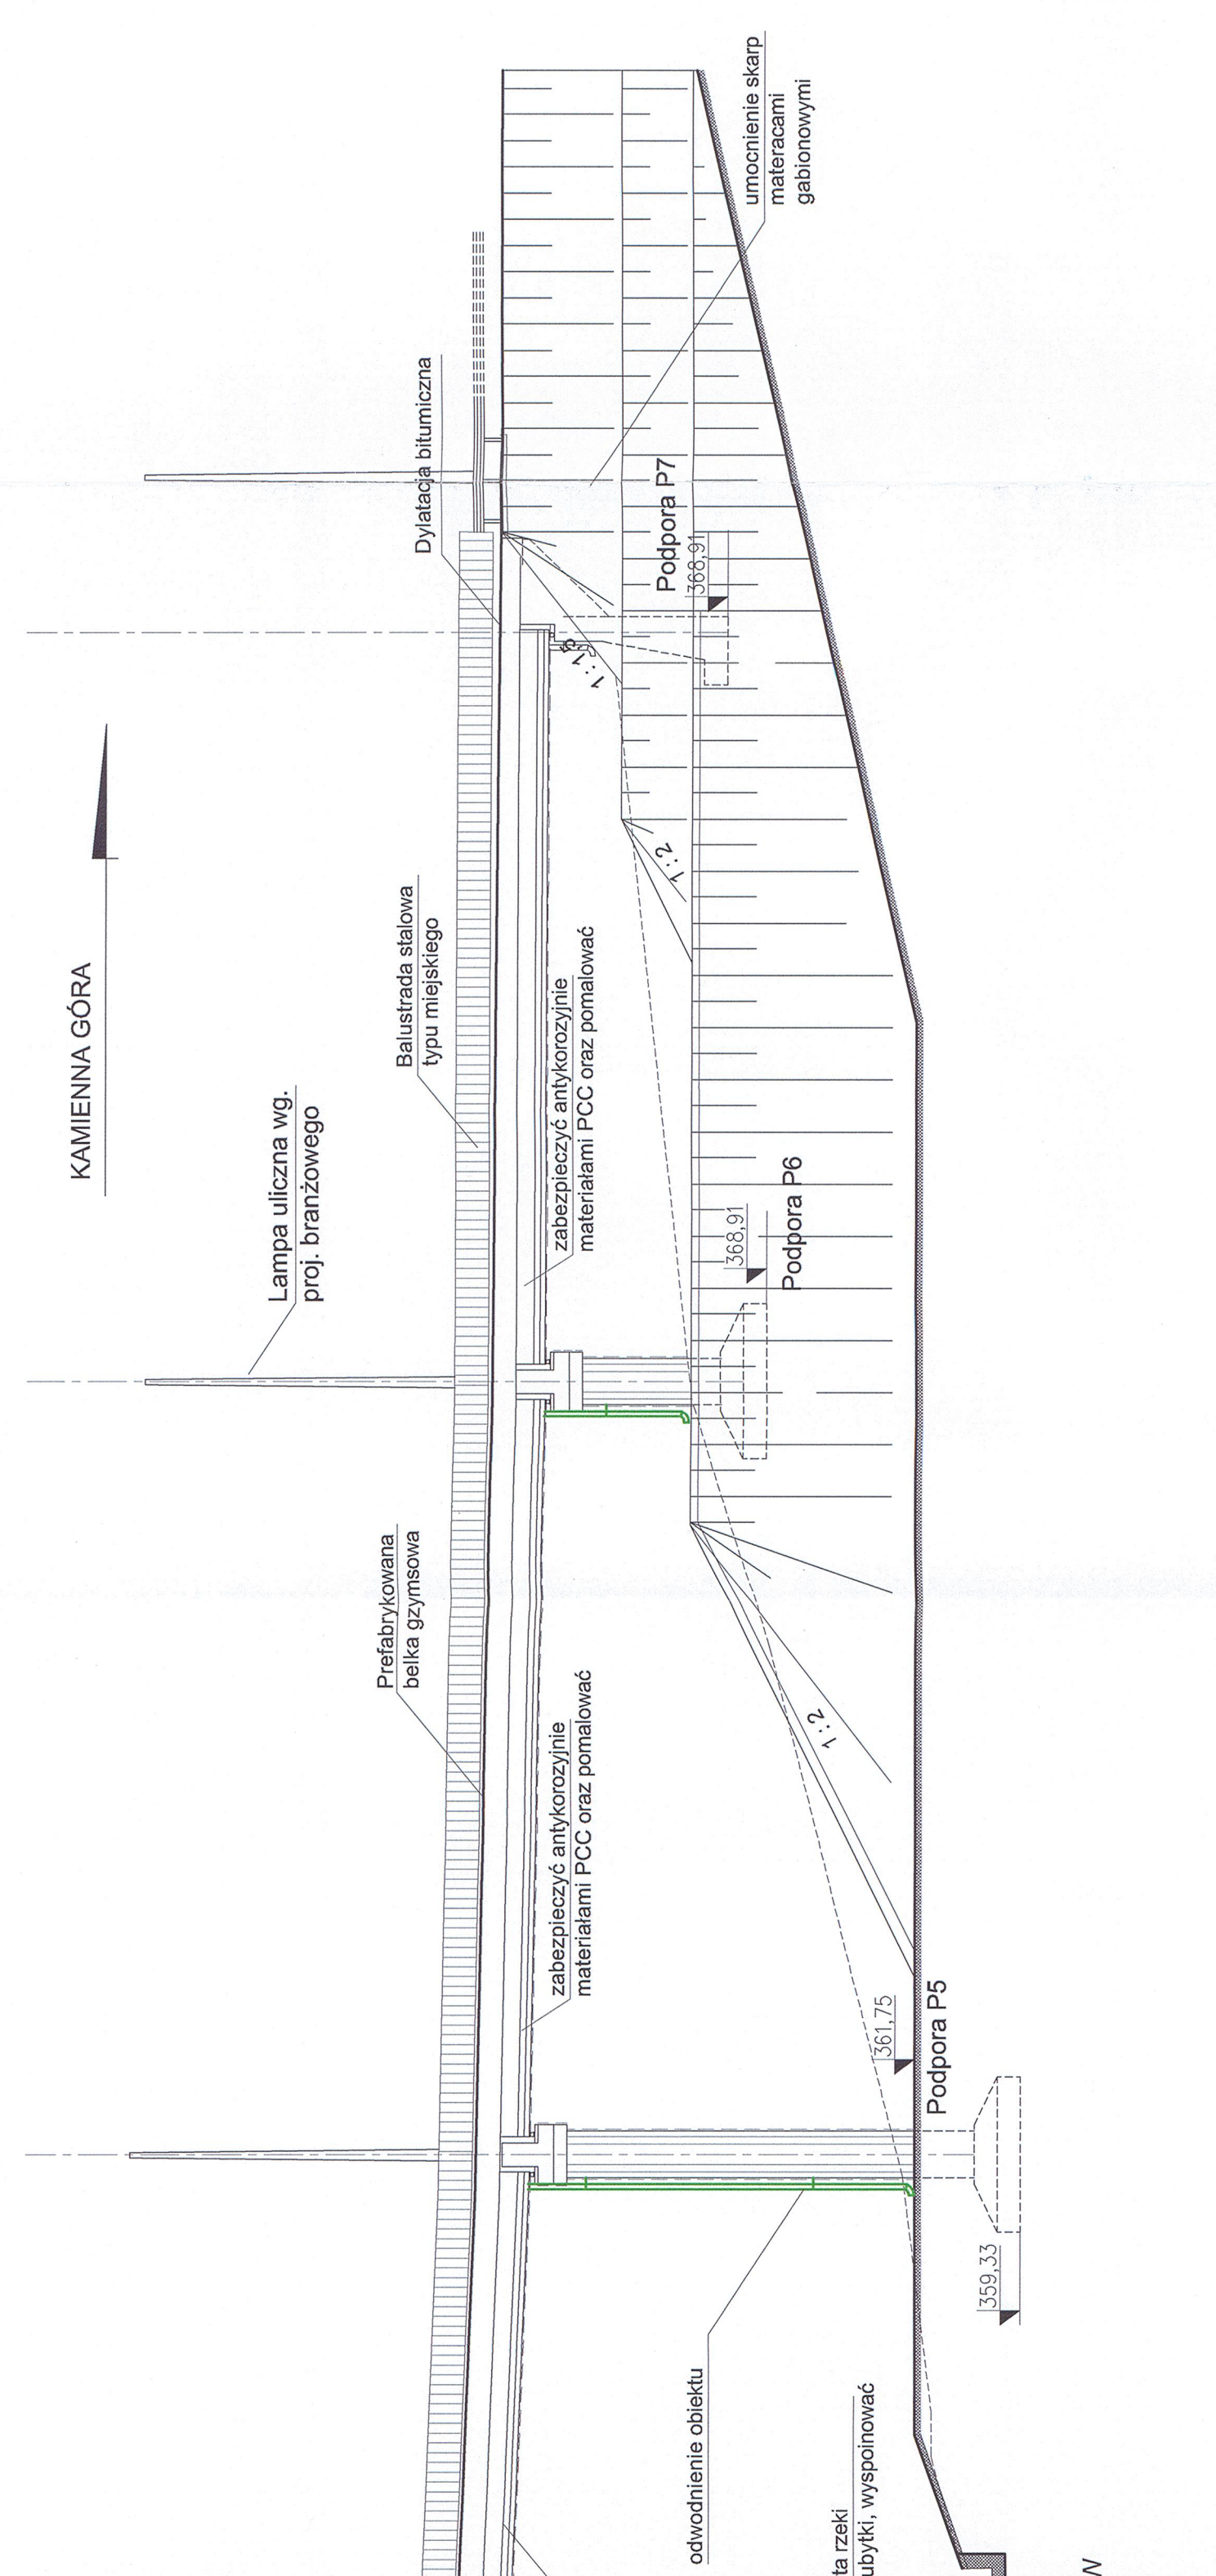 KAMIENNA GÓRA
Lampa uliczna wg.
proj. branżowego
Prefabrykowana
belka gzymsowa
Balustrada stalowa
typu miejskiego
Dylatacja bitumiczna
zabezpieczyć antykorozyjnie
materiałami PCC oraz pomalować
zabezpieczyć antykorozyjnie
materiałami PCC oraz pomalować
umocnienie skarp
materacami
gabionowymi
1:1,5
Podpora P7
368,91
1:2
368,91
Podpora P6
1:2
361,75
Podpora P5
359,33
odwodnienie obiektu
ta rzeki
ubytki, wyspoinować
W